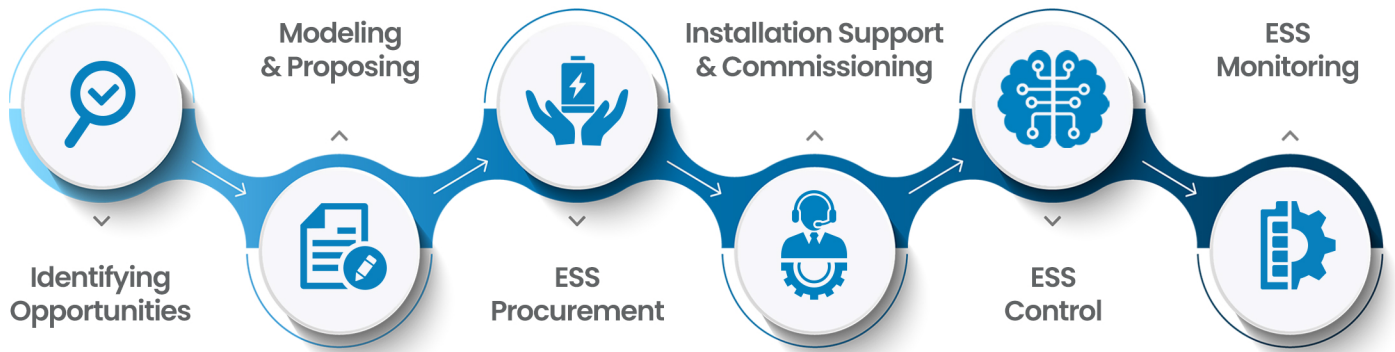 Identifying
Opportunities
Modeling
& Proposing
ESS
Procurement
Installation Support
& Commissioning
ESS
Control
ESS
Monitoring